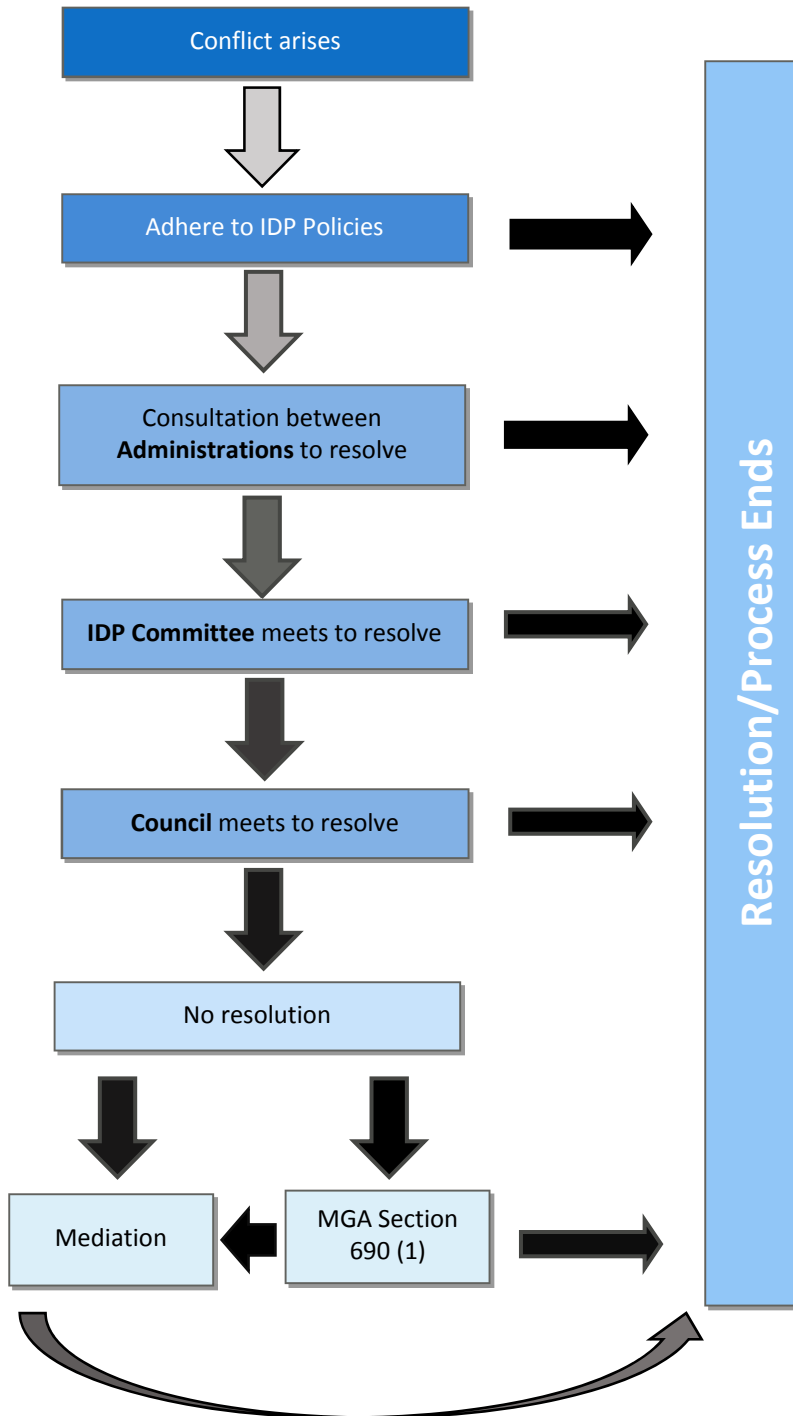 Conflict arises
Adhere to IDP Policies
Consultation between
Administrations to resolve
IDP Committee meets to resolve
Council meets to resolve
No resolution
Mediation
MGA Section
690 (1)
Resolution/Process Ends